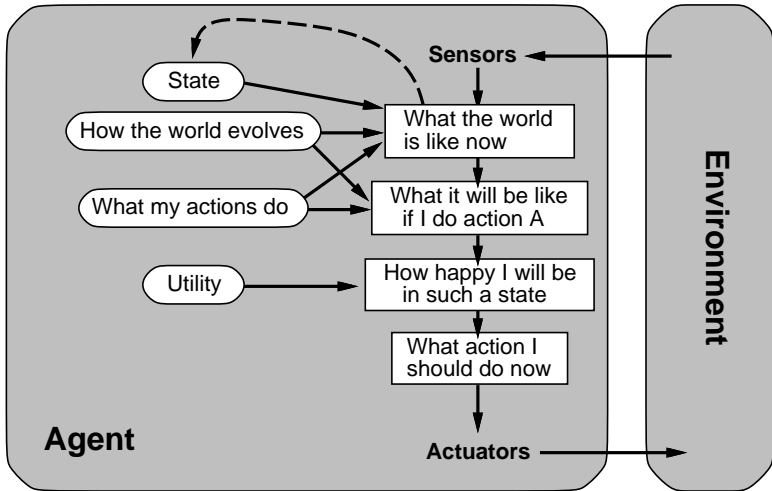 Sensors
State
What the world
is like now
How the world evolves
What my actions do
What it will be like
if I do action A
Utility
How happy I will be
in such a state
What action I
should do now
Agent
Actuators
Environment